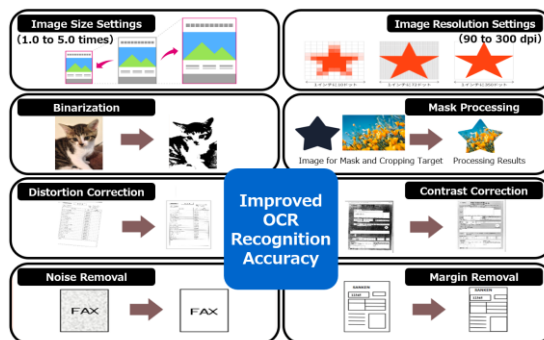 Image Size Settings
(1.0 to 5.0 times)
Image Resolution Settings
(90 to 300 dpi)
Binarization
Mask Processing
Image for Mask and Cropping Target
Processing Results
Distortion Correction
Contrast Correction
Improved
OCR
Recognition
Accuracy
Noise Removal
FAX
FAX
Margin Removal